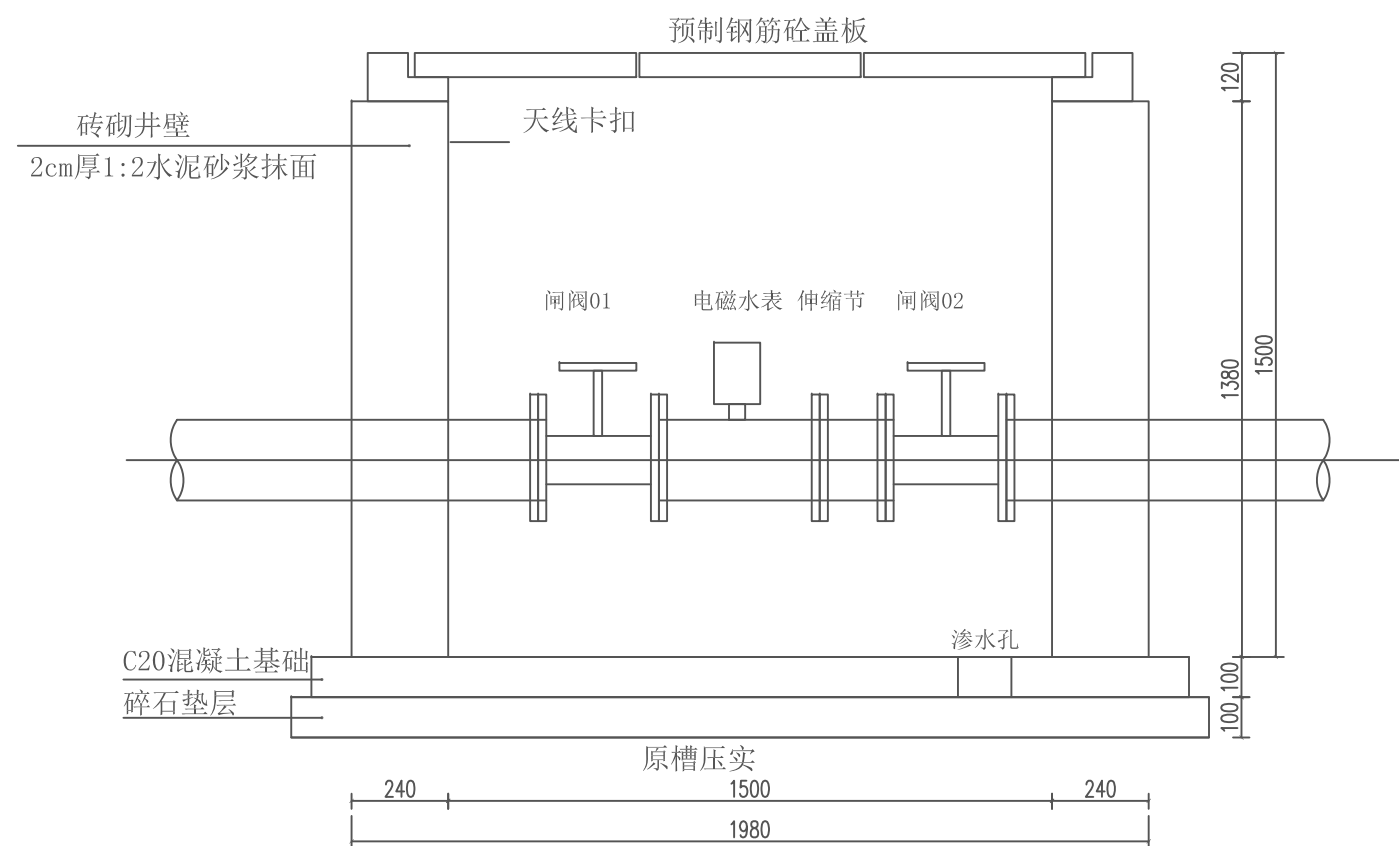 预制钢筋砼盖板
120
砖砌井壁
天线卡扣
2cm厚1:2水泥砂浆抹面
闸阀01
电磁水表
伸缩节
闸阀02
1380
1500
渗水孔
C20混凝土基础
100
碎石垫层
100
原槽压实
240
1500
240
1980